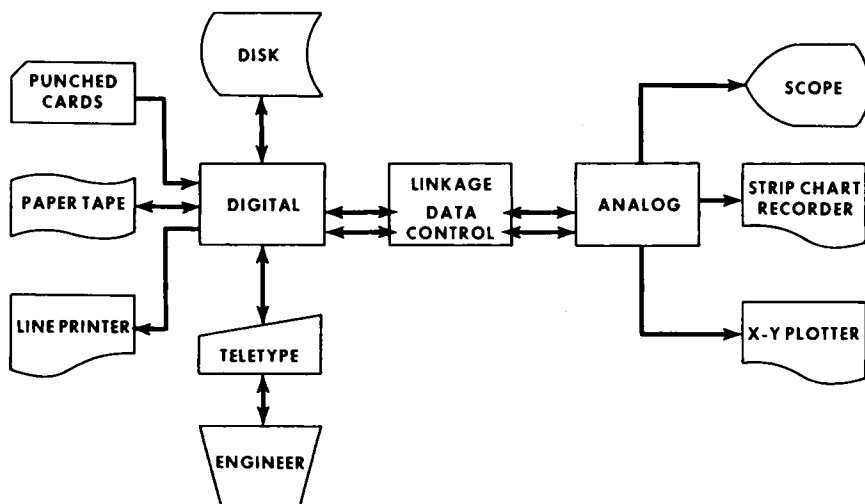 DISK
PUNCHED
CARDS
SCOPE
PAPER TAPE
DIGITAL
LINKAGE
DATA
CONTROL
ANALOG
STRIP CHART
RECORDER
LINE PRINTER
TELETYPE
X-Y PLOTTER
ENGINEER